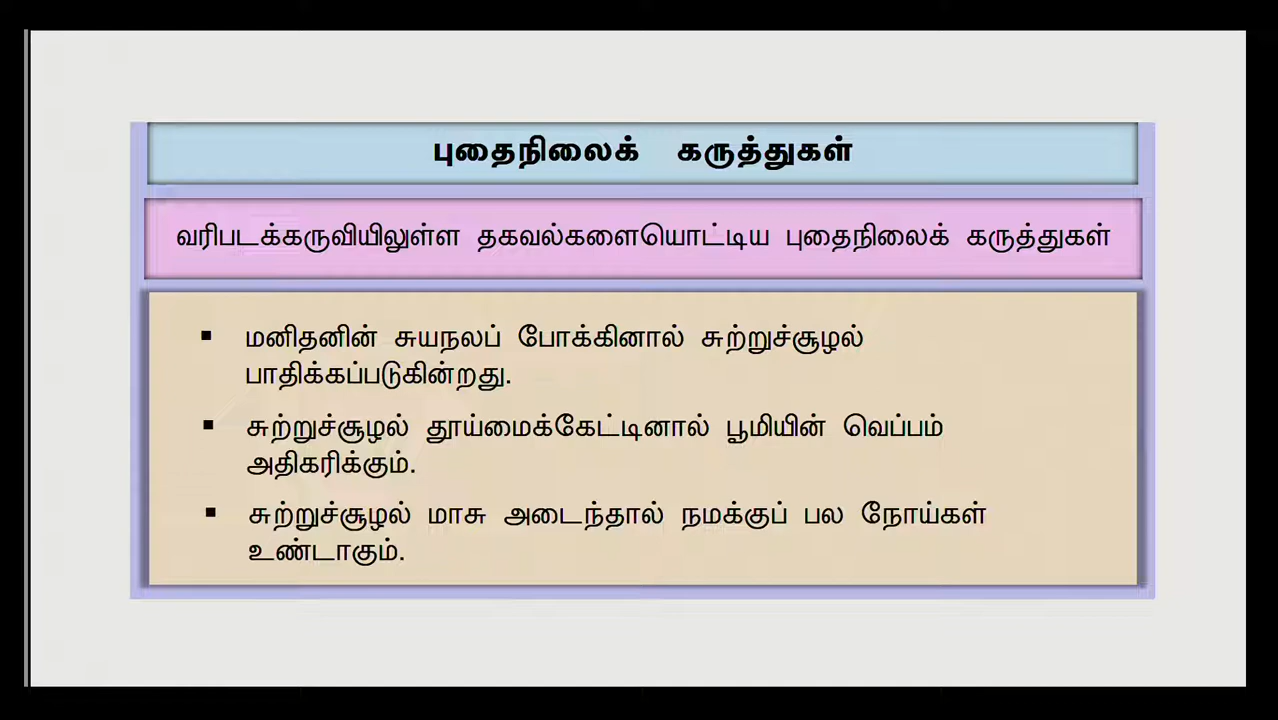 புதைநிலைக் கருத்துகள்
வரிபடக்கருவியிலுள்ள தகவல்களையொட்டிய புதைநிலைக் கருத்துகள்
▪ மனிதனின் சுயநலப் போக்கினால் சுற்றுச்சூழல்
பாதிக்கப்படுகின்றது.
▪ சுற்றுச்சூழல் தூய்மைக்கேட்டினால் பூமியின் வெப்பம்
அதிகரிக்கும்.
▪ சுற்றுச்சூழல் மாசு அடைந்தால் நமக்குப் பல நோய்கள்
உண்டாகும்.